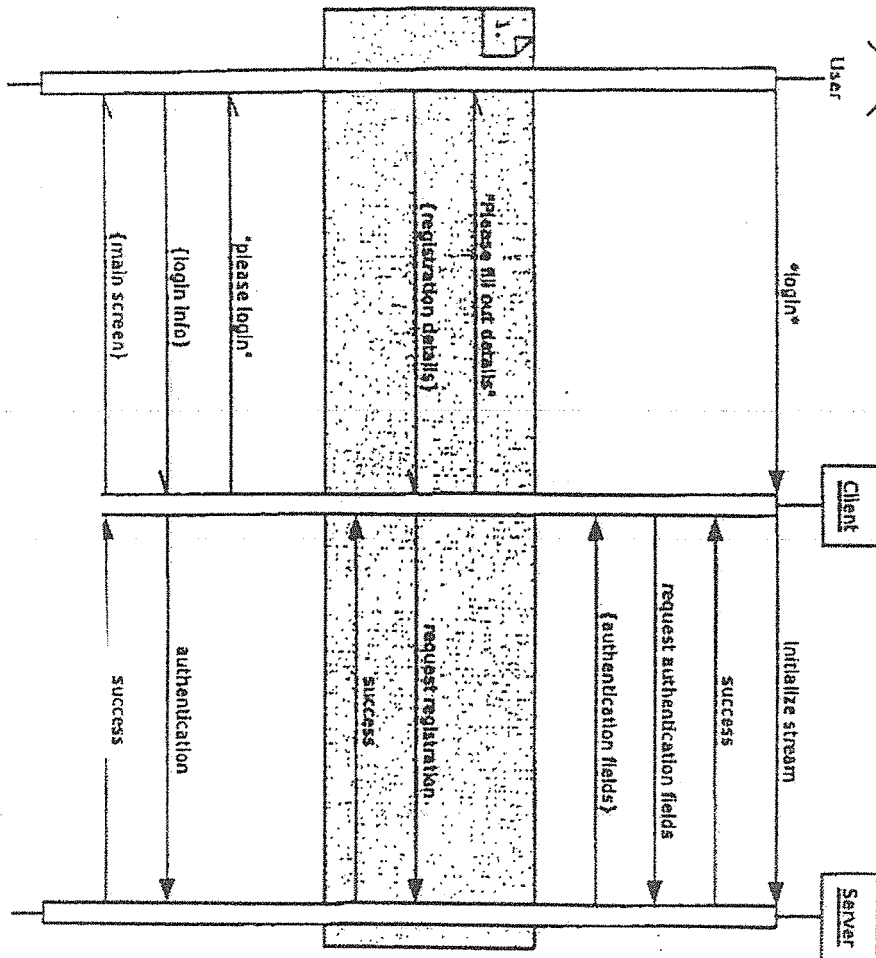 User
Client
Server
"login"
Initialize stream
success
request authentication fields
{authentication fields}
1.
"please fill out details"
{registration details}
request registration.
success
"please login"
{login info}
authentication
{main screen}
success